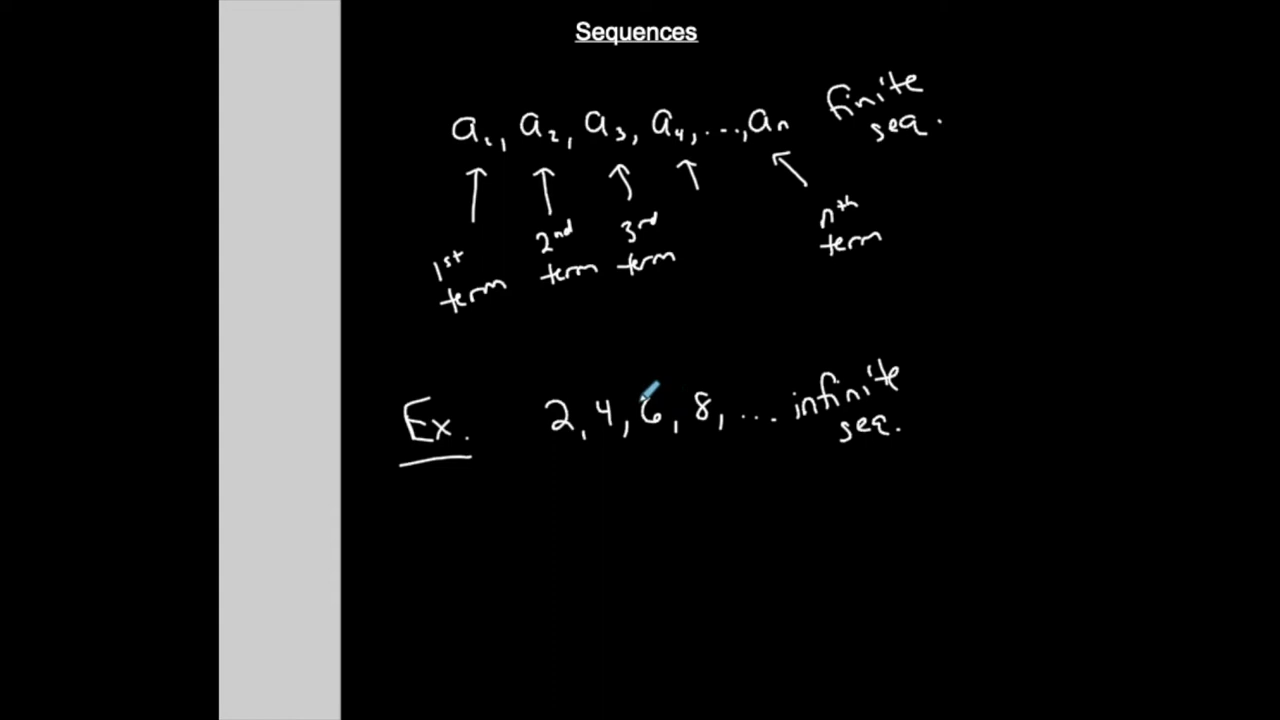 Sequences
a₁, a₂, a₃, a₄, ..., aₙ finite seq.
1st term 2nd term 3rd term nth term
Ex. 2, 4, 6, 8, ... infinite seq.